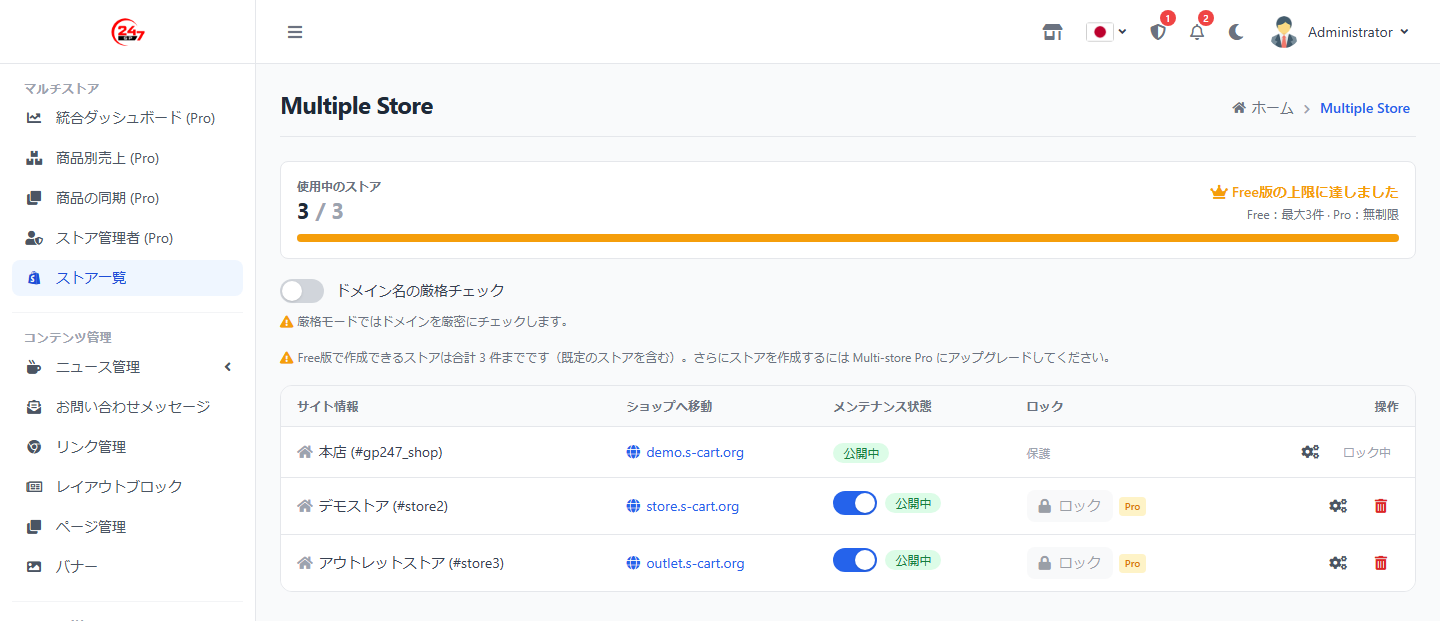 247
GP
1
2
Administrator
マルチストア
統合ダッシュボード (Pro)
商品別売上 (Pro)
商品の同期 (Pro)
ストア管理者 (Pro)
ストア一覧
コンテンツ管理
ニュース管理
お問い合わせメッセージ
リンク管理
レイアウトブロック
ページ管理
バナー
Multiple Store
ホーム > Multiple Store
使用中のストア
3 / 3
Free版の上限に達しました
Free：最大3件 · Pro：無制限
ドメイン名の厳格チェック
厳格モードではドメインを厳密にチェックします。
Free版で作成できるストアは合計 3 件までです（既定のストアを含む）。さらにストアを作成するには Multi-store Pro にアップグレードしてください。
サイト情報 ショップへ移動 メンテナンス状態 ロック 操作
本店 (#gp247_shop) demo.s-cart.org 公開中 保護 ロック中
デモストア (#store2) store.s-cart.org 公開中 ロック Pro
アウトレットストア (#store3) outlet.s-cart.org 公開中 ロック Pro